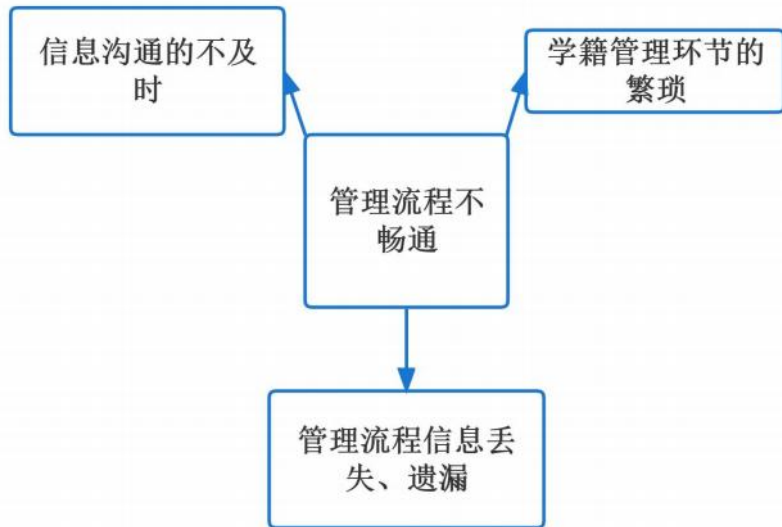 信息沟通的不及
时
学籍管理环节的
繁琐
管理流程不
畅通
管理流程信息丢
失、遗漏